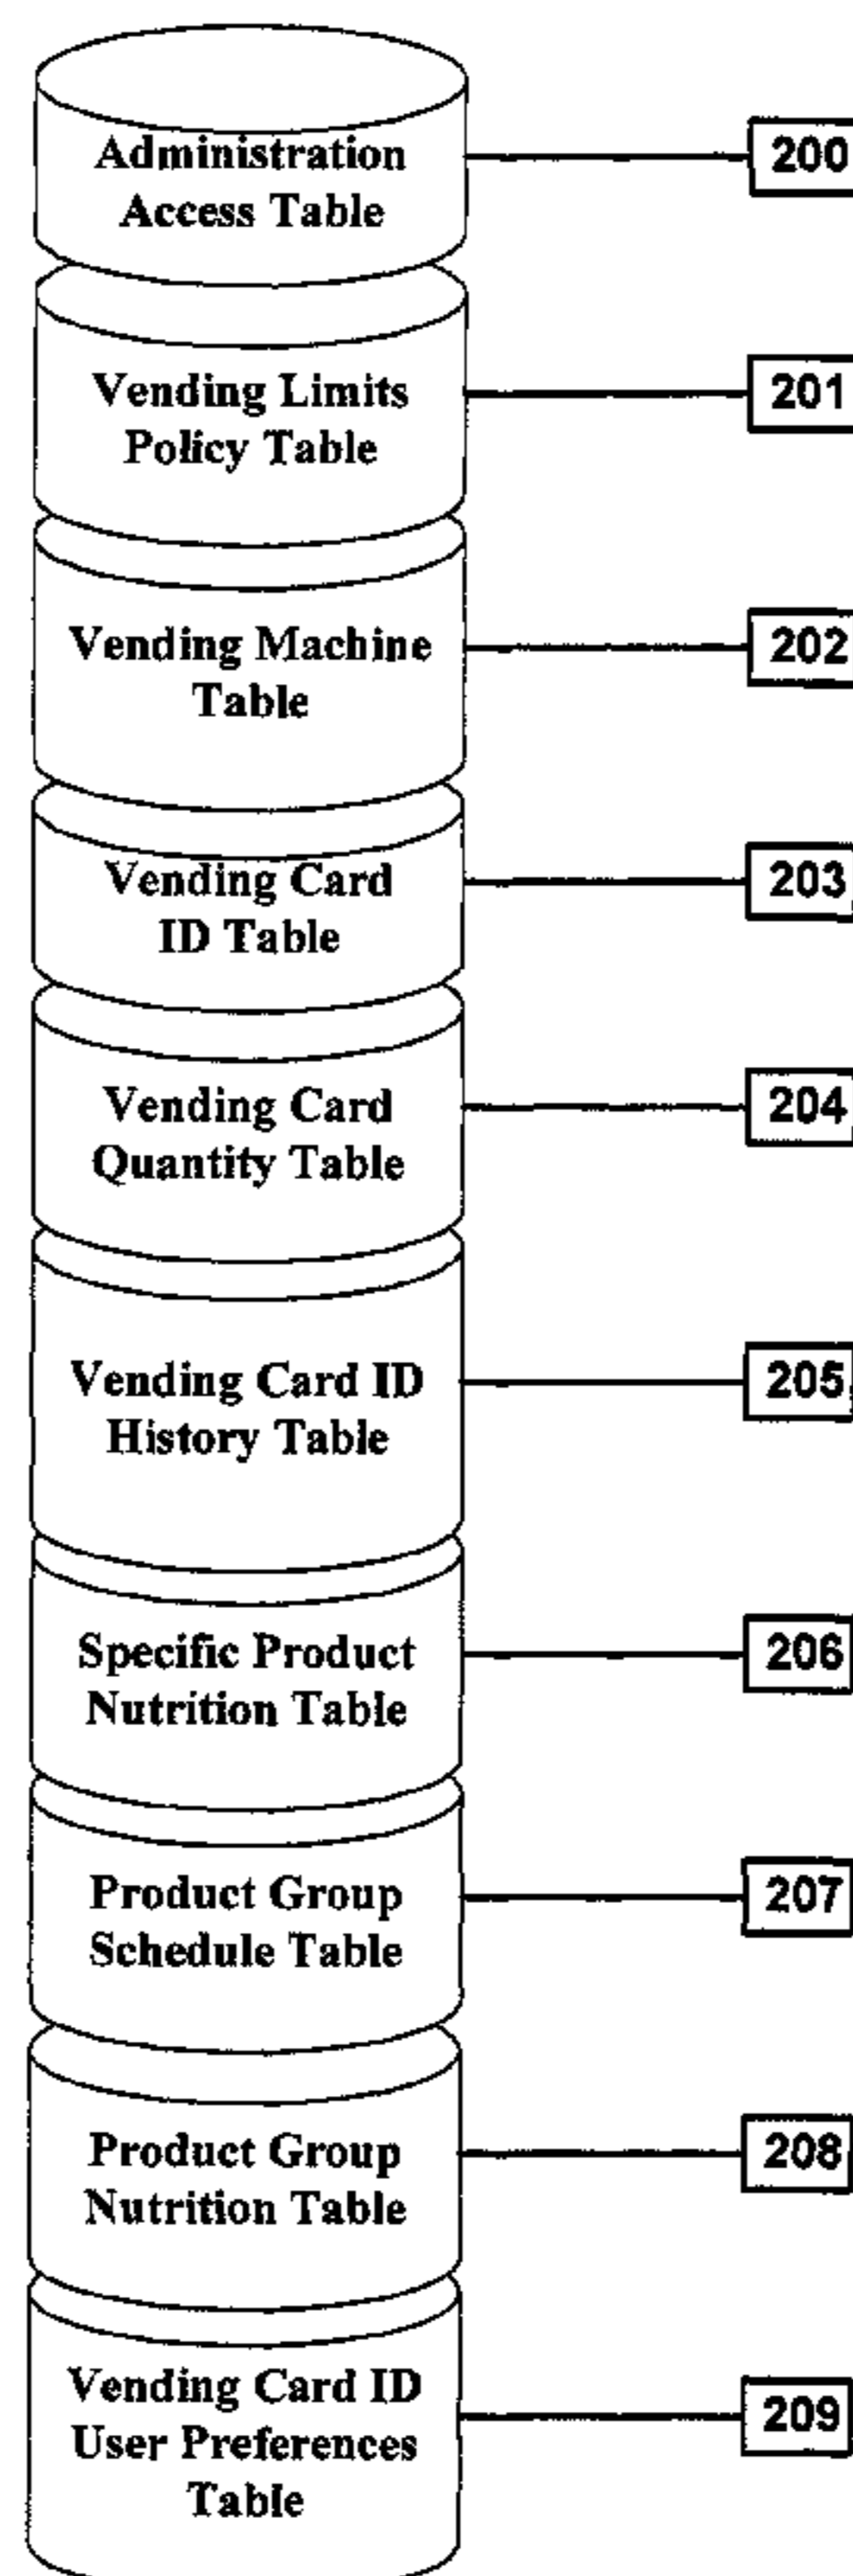 Administration
Access Table
200
Vending Limits
Policy Table
201
Vending Machine
Table
202
Vending Card
ID Table
203
Vending Card
Quantity Table
204
Vending Card ID
History Table
205
Specific Product
Nutrition Table
206
Product Group
Schedule Table
207
Product Group
Nutrition Table
208
Vending Card ID
User Preferences
Table
209